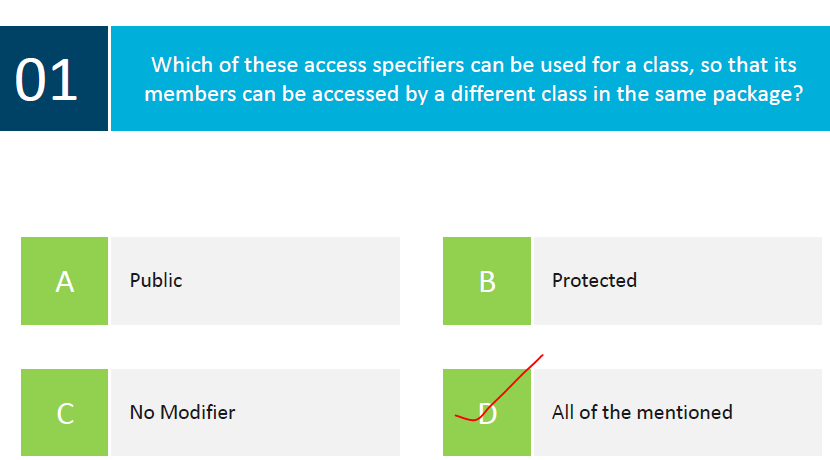 01
Which of these access specifiers can be used for a class, so that its
members can be accessed by a different class in the same package?
A
Public
B
Protected
C
No Modifier
D
All of the mentioned